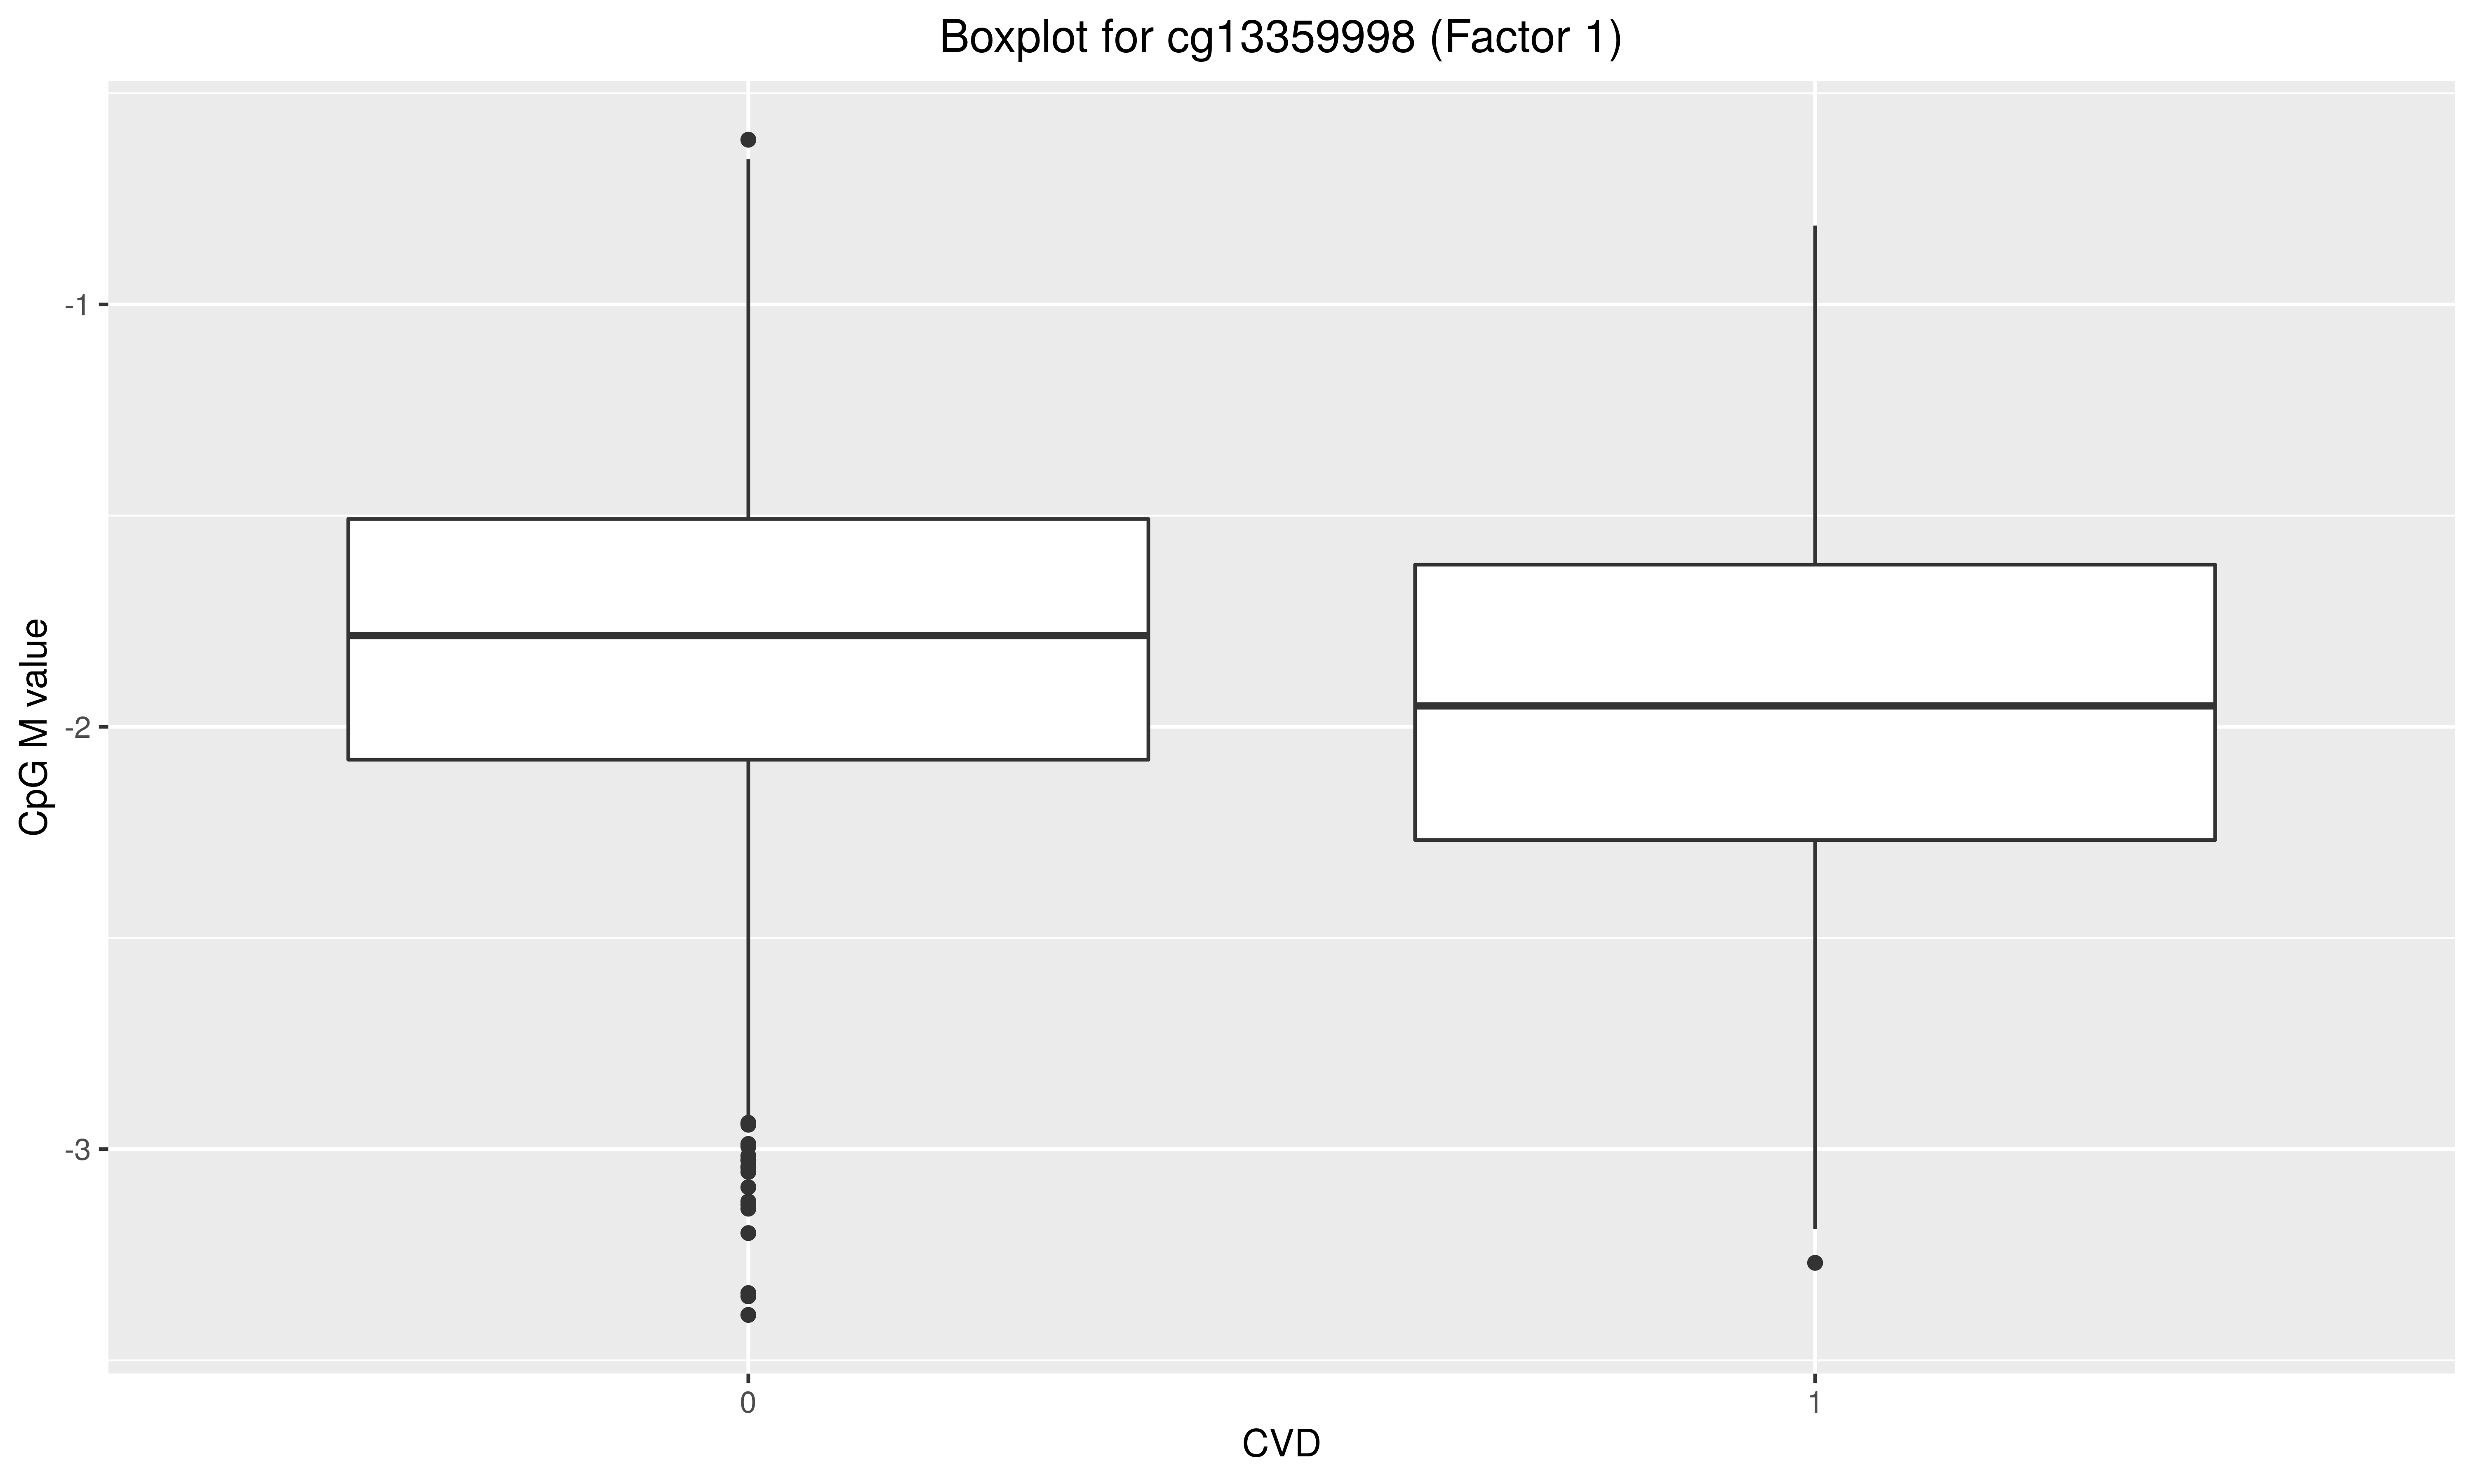 Boxplot for cg13359998 (Factor 1)
CpG M value
-1
-2
-3
0
1
CVD